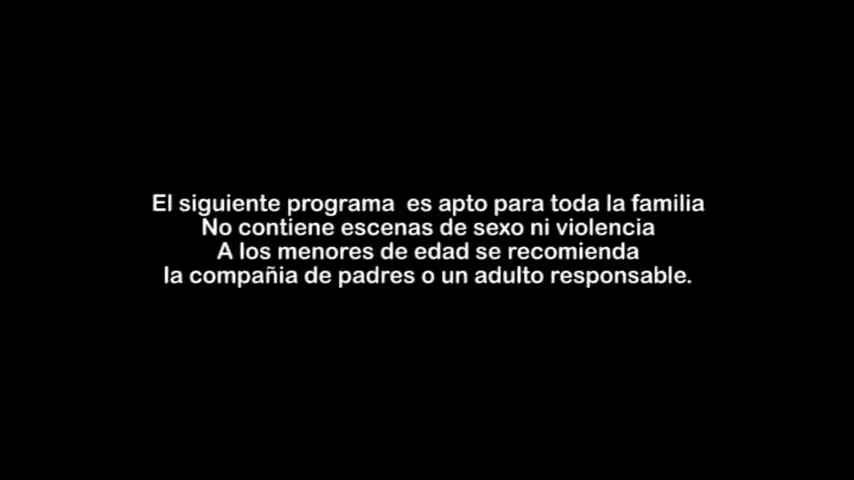 El siguiente programa  es apto para toda la familia
No contiene escenas de sexo ni violencia
A los menores de edad se recomienda
la compañia de padres o un adulto responsable.